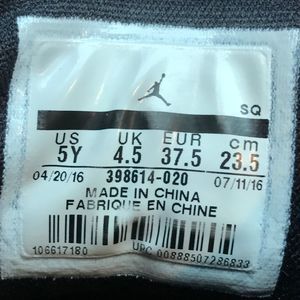 SQ
US UK EUR cm
5Y 4.5 37.5 23.5
04/20/16 398614-020 07/11/16
MADE IN CHINA
FABRIQUE EN CHINE
106617180 UPC 00888507286833